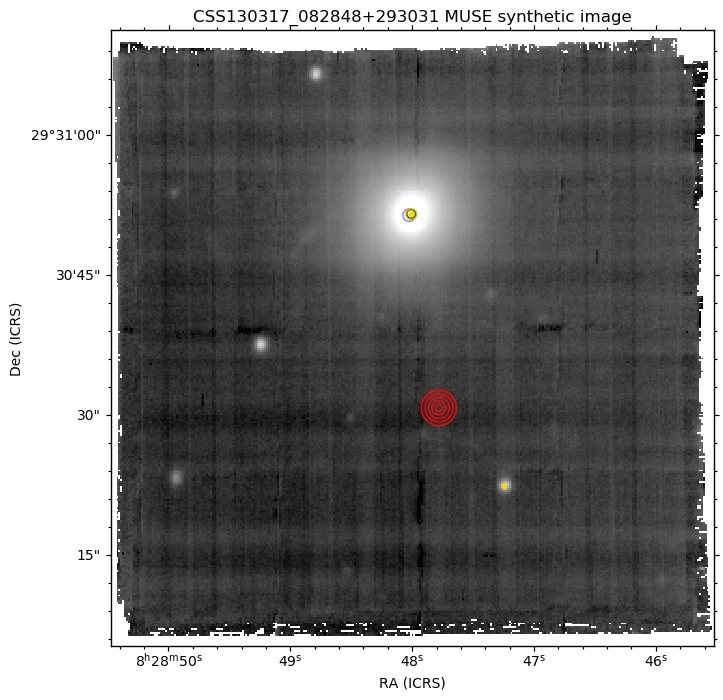 CSS130317_082848+293031 MUSE synthetic image
29°31'00"
30'45"
30"
15"
Dec (ICRS)
8ʰ28ᵐ50ˢ
49ˢ
48ˢ
47ˢ
46ˢ
RA (ICRS)